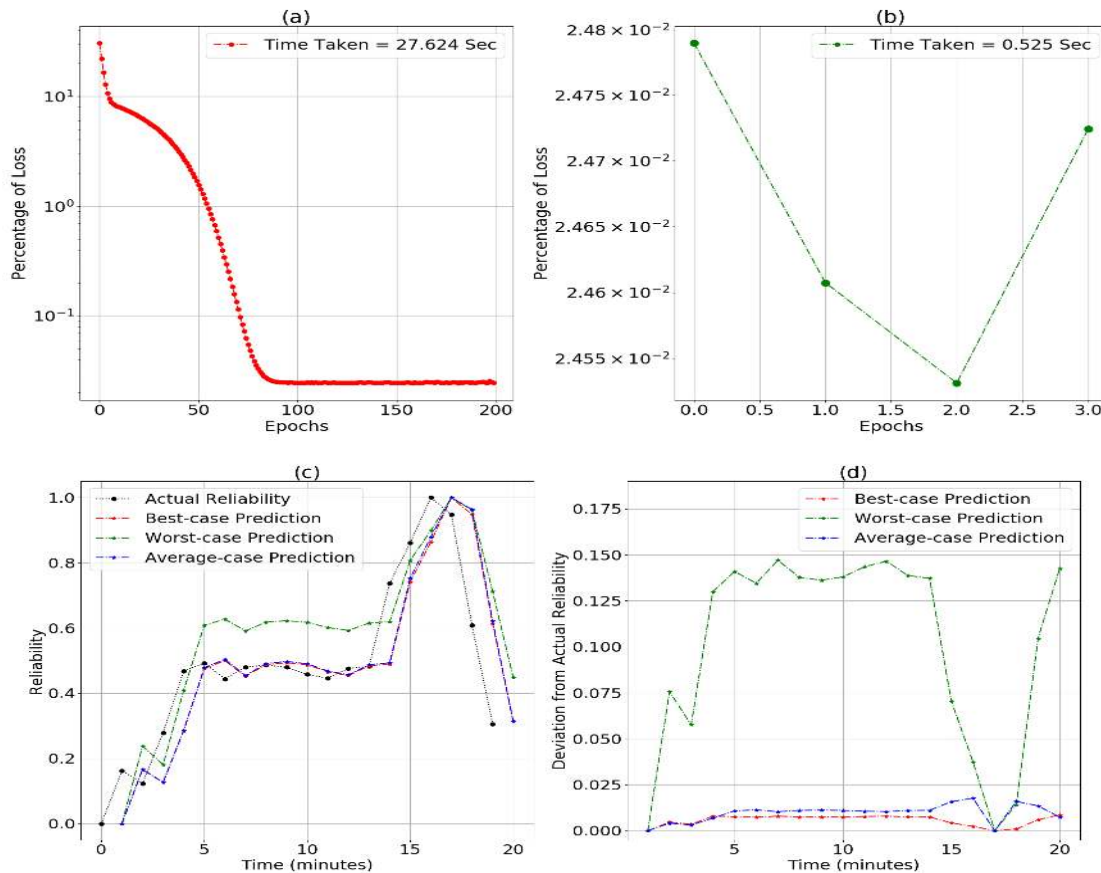 (a)
Time Taken = 27.624 Sec
10¹
10⁰
10⁻¹
Percentage of Loss
0 50 100 150 200
Epochs
(b)
Time Taken = 0.525 Sec
2.48 × 10⁻²
2.475 × 10⁻²
2.47 × 10⁻²
2.465 × 10⁻²
2.46 × 10⁻²
2.455 × 10⁻²
Percentage of Loss
0.0 0.5 1.0 1.5 2.0 2.5 3.0
Epochs
(c)
Actual Reliability
Best-case Prediction
Worst-case Prediction
Average-case Prediction
1.0
0.8
0.6
0.4
0.2
0.0
Reliability
0 5 10 15 20
Time (minutes)
(d)
Best-case Prediction
Worst-case Prediction
Average-case Prediction
0.175
0.150
0.125
0.100
0.075
0.050
0.025
0.000
Deviation from Actual Reliability
5 10 15 20
Time (minutes)